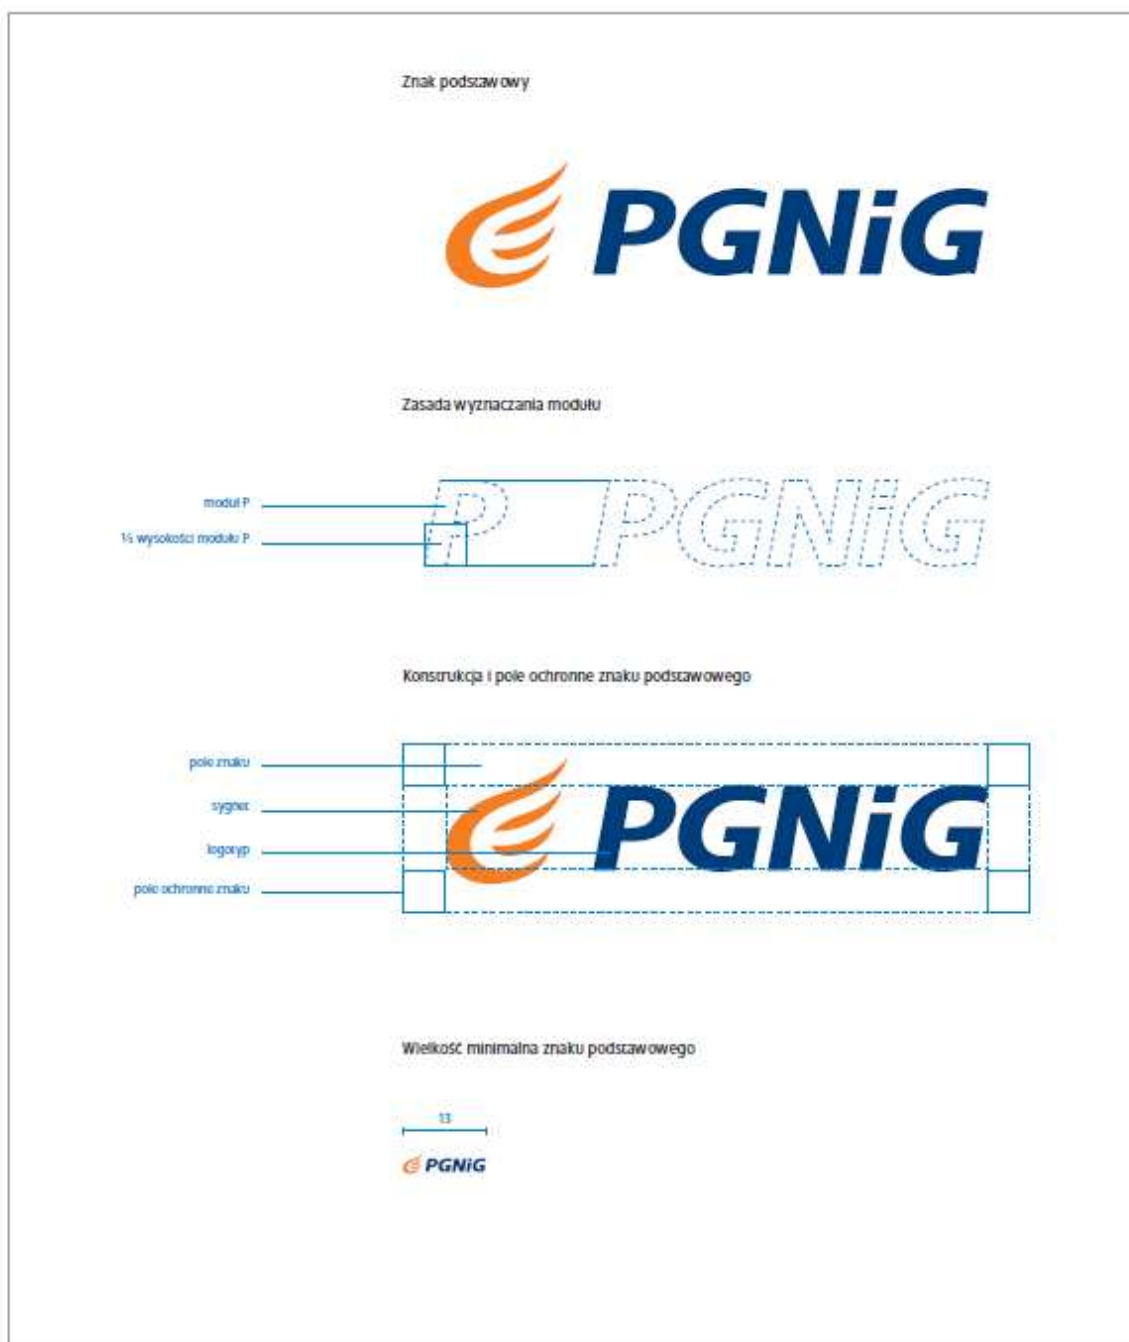 Znak podstawowy
PGNiG
Zasada wyznaczania modułu
moduł P
½ wysokości modułu P
P PGNiG
Konstrukcja i pole ochronne znaku podstawowego
pole znaku
sygnet
logotyp
pole ochronne znaku
PGNiG
Wielkość minimalna znaku podstawowego
13
PGNiG